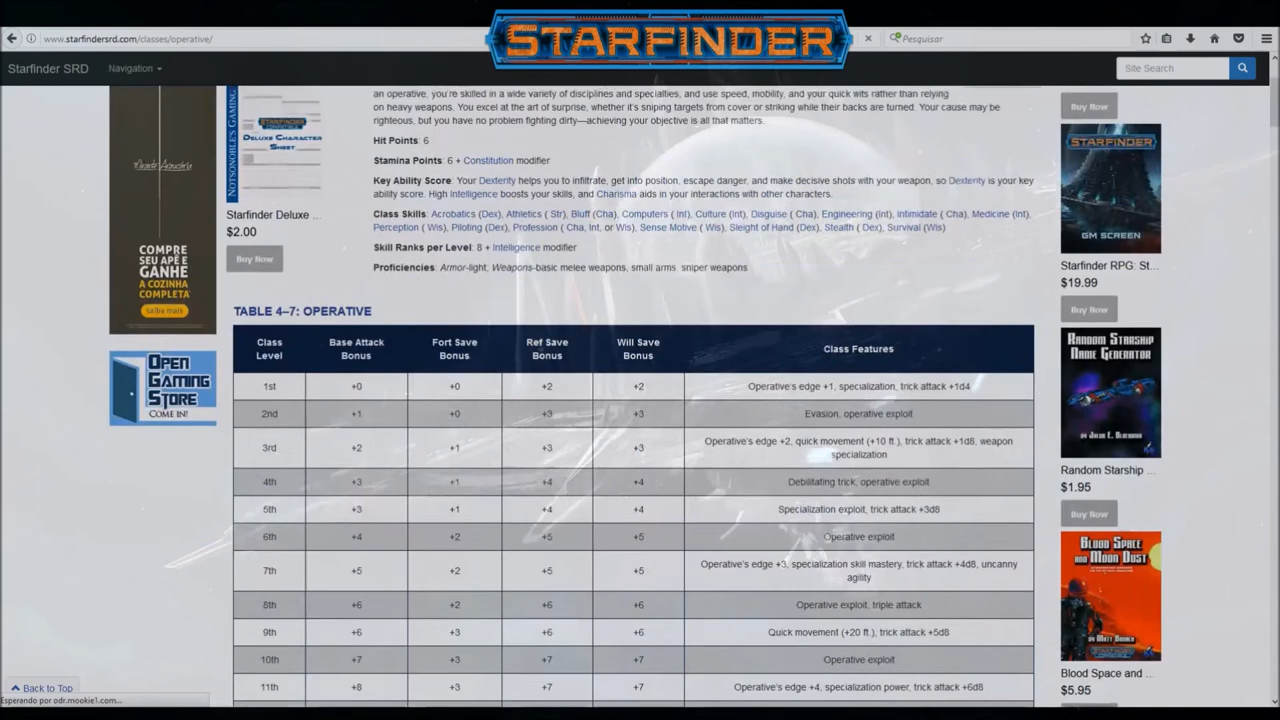 STARFINDER
www.starfindersrd.com/classes/operative/
Pesquisar
Starfinder SRD
Navigation
Site Search
an operative, you're skilled in a wide variety of disciplines and specialties, and use speed, mobility, and your quick wits rather than relying
on heavy weapons. You excel at the art of surprise, whether it's sniping targets from cover or striking while their backs are turned. Your cause may be
righteous, but you have no problem fighting dirty—achieving your objective is all that matters.
Hit Points: 6
Stamina Points: 6 + Constitution modifier
Key Ability Score: Your Dexterity helps you to infiltrate, get into position, escape danger, and make decisive shots with your weapon, so Dexterity is your key
ability score. High Intelligence boosts your skills, and Charisma aids in your interactions with other characters.
Class Skills: Acrobatics (Dex), Athletics ( Str), Bluff (Cha), Computers ( Int), Culture (Int), Disguise ( Cha), Engineering (Int), Intimidate ( Cha), Medicine (Int),
Perception ( Wis), Piloting (Dex), Profession ( Cha, Int, or Wis), Sense Motive ( Wis), Sleight of Hand (Dex), Stealth ( Dex), Survival (Wis)
Skill Ranks per Level: 8 + Intelligence modifier
Proficiencies: Armor-light, Weapons-basic melee weapons, small arms, sniper weapons
TABLE 4–7: OPERATIVE
Class Level Base Attack Bonus Fort Save Bonus Ref Save Bonus Will Save Bonus Class Features
1st +0 +0 +2 +2 Operative's edge +1, specialization, trick attack +1d4
2nd +1 +0 +3 +3 Evasion, operative exploit
3rd +2 +1 +3 +3 Operative's edge +2, quick movement (+10 ft.), trick attack +1d8, weapon
specialization
4th +3 +1 +4 +4 Debilitating trick, operative exploit
5th +3 +1 +4 +4 Specialization exploit, trick attack +3d8
6th +4 +2 +5 +5 Operative exploit
7th +5 +5 +5 Operative's edge +3, specialization skill mastery, trick attack +4d8, uncanny
agility
8th +6 +2 +6 +6 Operative exploit, triple attack
9th +6 +3 +6 +6 Quick movement (+20 ft.), trick attack +5d8
10th +7 +3 +7 +7 Operative exploit
11th +8 +3 +7 +7 Operative's edge +4, specialization power, trick attack +6d8
COMPRE
SEU APÊ E
GANHE
A COZINHA
COMPLETA*
Saiba mais
OPEN
GAMING
STORE
COME IN!
NOTSONOBLE'S GAMING
DELUXE CHARACTER
SHEET
Starfinder Deluxe ...
$2.00
Buy Now
Buy Now
STARFINDER
GM SCREEN
Starfinder RPG: St...
$19.99
Buy Now
RANDOM STARSHIP
NAME GENERATOR
Random Starship ...
$1.95
Buy Now
BLOOD SPACE
AND MOON DUST
STARFINDER
Blood Space and ...
$5.95
Back to Top
Esperando por odr.mookie1.com...